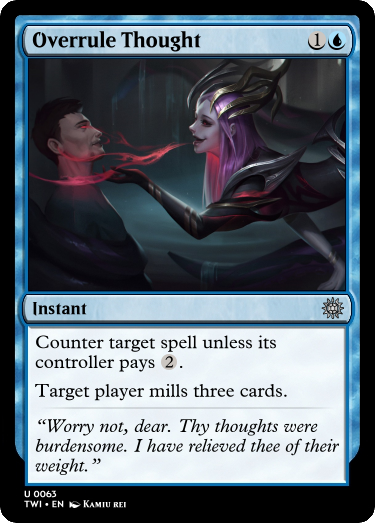 Overrule Thought 1
Instant
Counter target spell unless its
controller pays 2.
Target player mills three cards.
“Worry not, dear. Thy thoughts were
burdensome. I have relieved thee of their
weight.”
U 0063
TWI • EN Kamiu rei